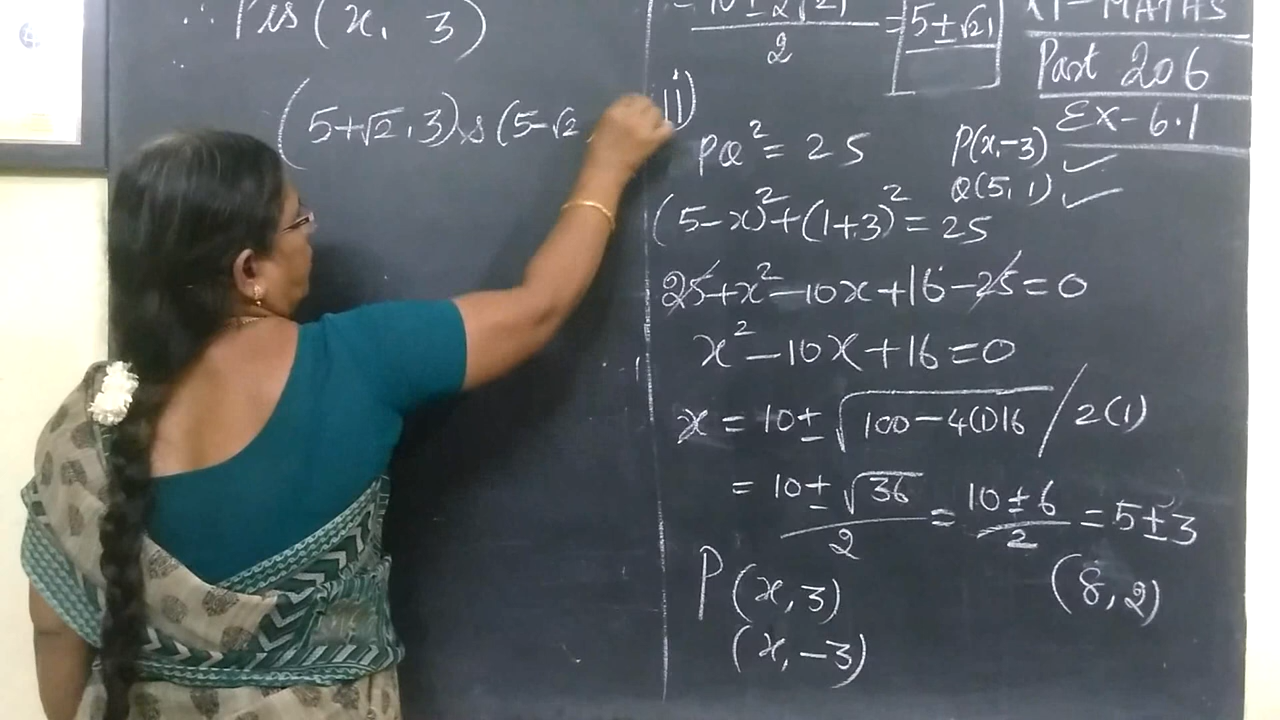 ∴ P is (x, 3)
(5+√2, 3) & (5-√2
= 10±2√21 / 2 = 5±√21
XI-MATHS
Part 206
Ex-6.1
ii)
PQ² = 25
P(x,-3) ✓
Q(5, 1) ✓
(5-x)²+(1+3)² = 25
25+x²-10x+16-25=0
x²-10x+16=0
x = 10±√100-4(1)16 / 2(1)
= 10±√36 / 2 = 10±6 / 2 = 5±3
P(x, 3)
(8, 2)
(x, -3)